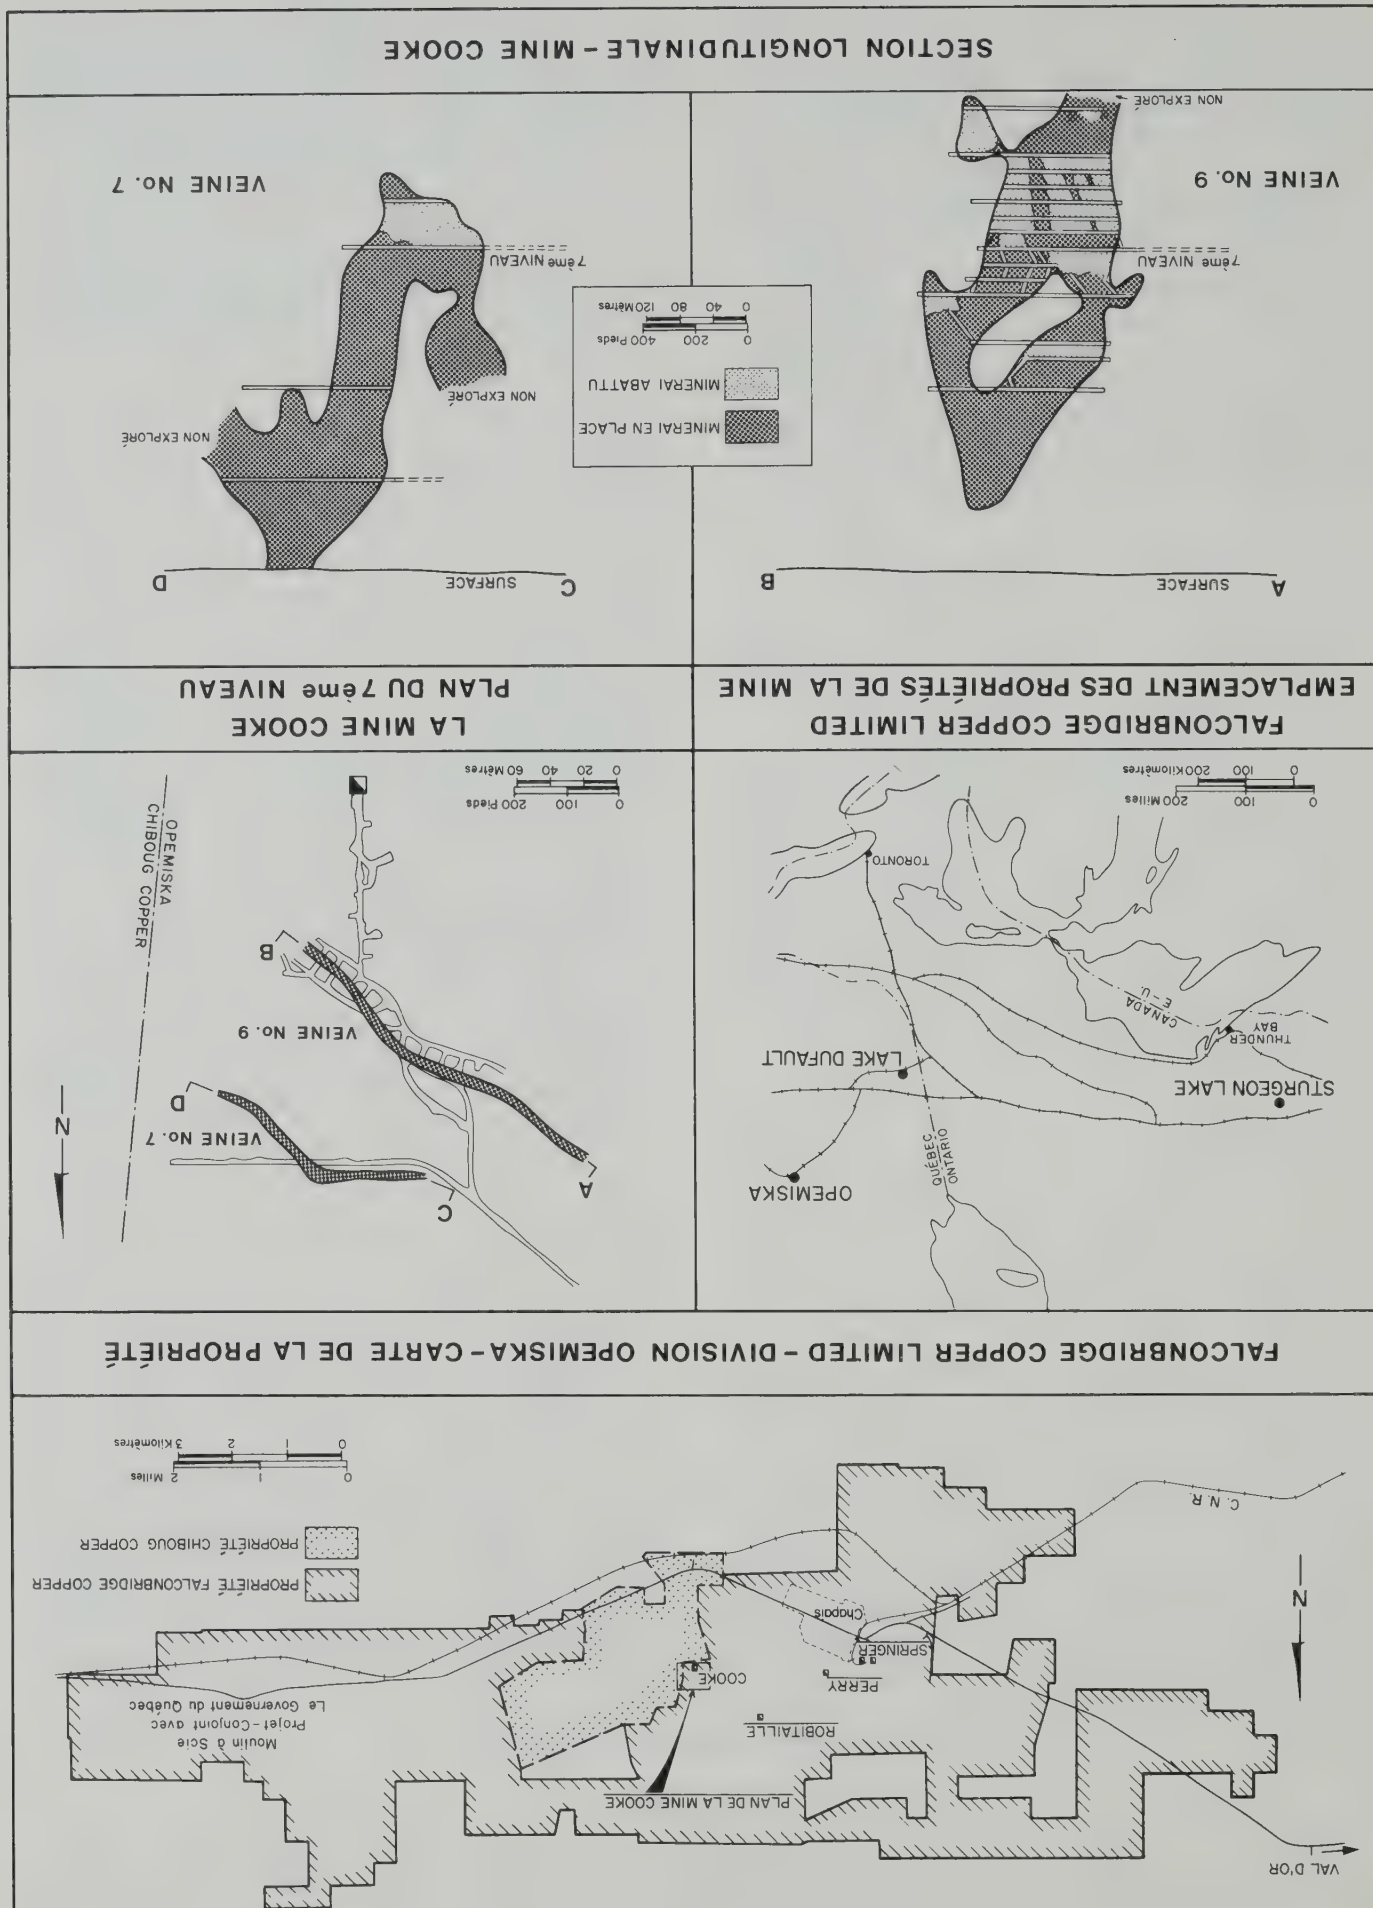 VAL D'OR
PLAN DE LA MINE COOKE
ROBITAILLE
PERRY
SPRINGER
COOKE
Chapais
C.N.R.
N
Moulin à Scie
Projet-Conjoint avec
Le Governement du Québec
PROPRIÉTÉ FALCONBRIDGE COPPER
PROPRIÉTÉ CHIBOUG COPPER
0 1 2 Milles
0 1 2 3 Kilomètres
FALCONBRIDGE COPPER LIMITED - DIVISION OPEMISKA - CARTE DE LA PROPRIÉTÉ
QUÉBEC
ONTARIO
OPEMISKA
STURGEON LAKE
LAKE DUFAULT
THUNDER
BAY
CANADA
E-U.
TORONTO
0 100 200 Milles
0 100 200 Kilomètres
FALCONBRIDGE COPPER LIMITED
EMPLACEMENT DES PROPRIÉTÉS DE LA MINE
A
C
VEINE No. 7
D
N
VEINE No. 9
B
OPEMISKA
CHIBOUG COPPER
0 100 200 Pieds
0 20 40 60 Mètres
LA MINE COOKE
PLAN DU 7ème NIVEAU
A
SURFACE
B
7ème NIVEAU
VEINE No. 9
NON EXPLORÉ
C
SURFACE
D
NON EXPLORÉ
NON EXPLORÉ
7ème NIVEAU
VEINE No. 7
MINERAI EN PLACE
MINERAI ABATTU
0 200 400 Pieds
0 40 80 120 Mètres
SECTION LONGITUDINALE - MINE COOKE